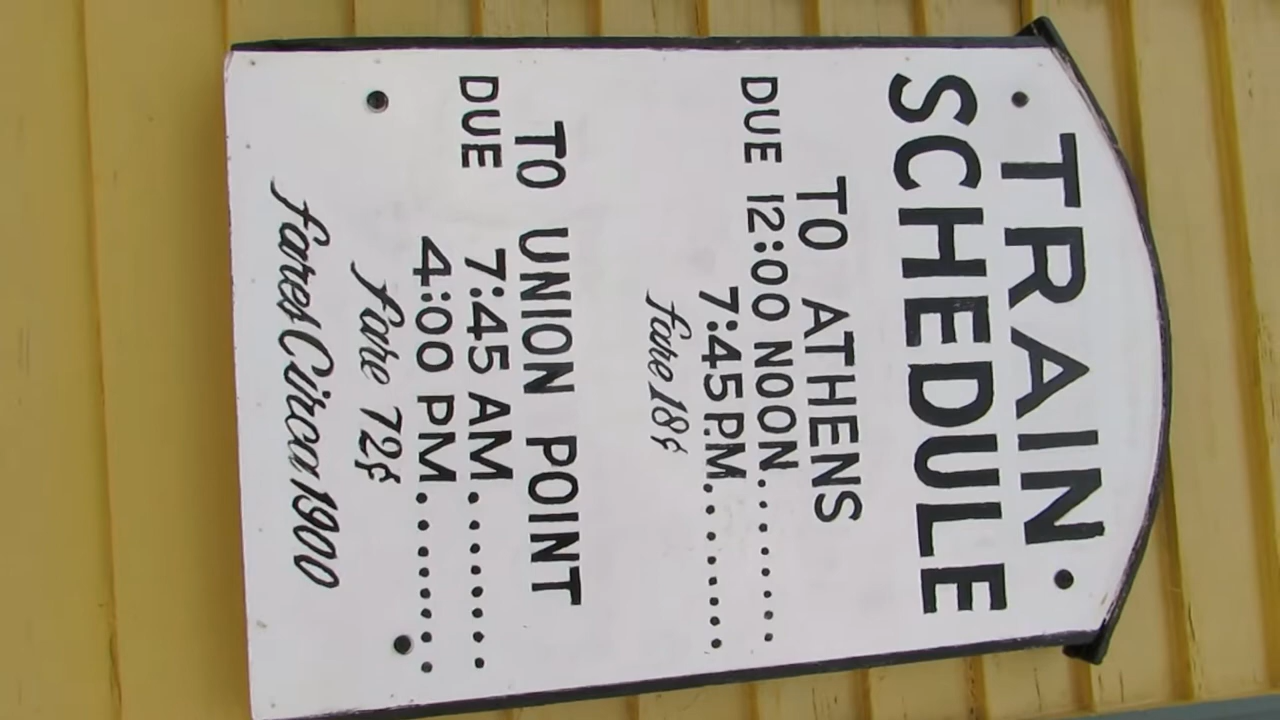 TRAIN
SCHEDULE
TO ATHENS
DUE 12:00 NOON........
7:45 P.M........
fare 18¢
TO UNION POINT
DUE 7:45 AM........
4:00 PM........
fare 72¢
fares Circa 1900